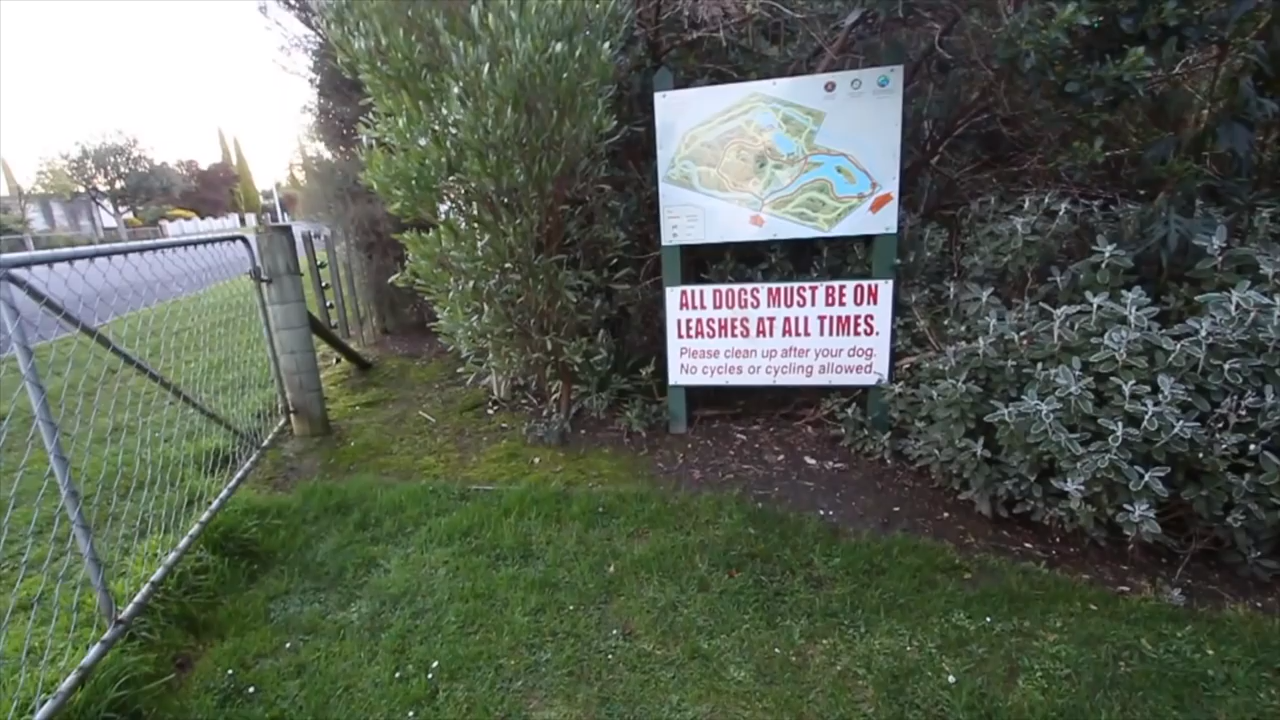 ALL DOGS MUST BE ON
LEASHES AT ALL TIMES.
Please clean up after your dog.
No cycles or cycling allowed.